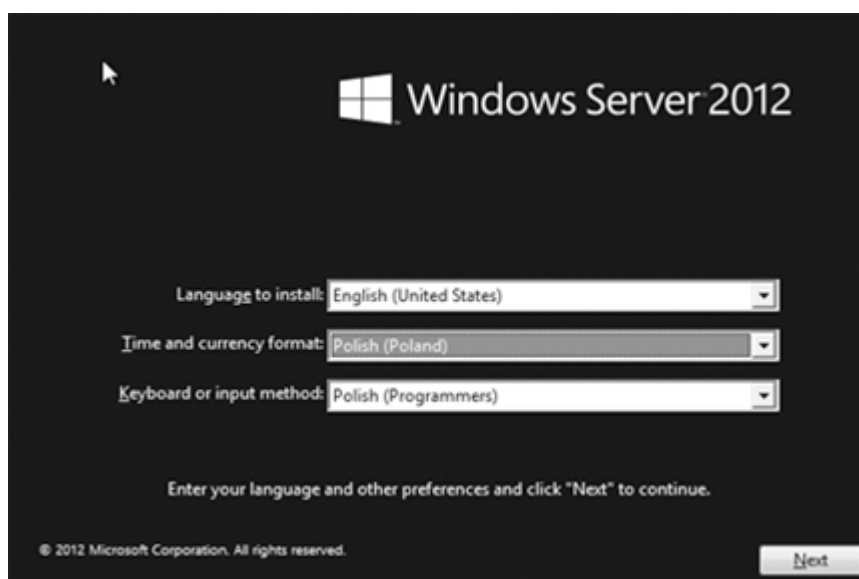 Windows Server 2012
Language to install: English (United States)
Time and currency format: Polish (Poland)
Keyboard or input method: Polish (Programmers)
Enter your language and other preferences and click "Next" to continue.
© 2012 Microsoft Corporation. All rights reserved.
Next